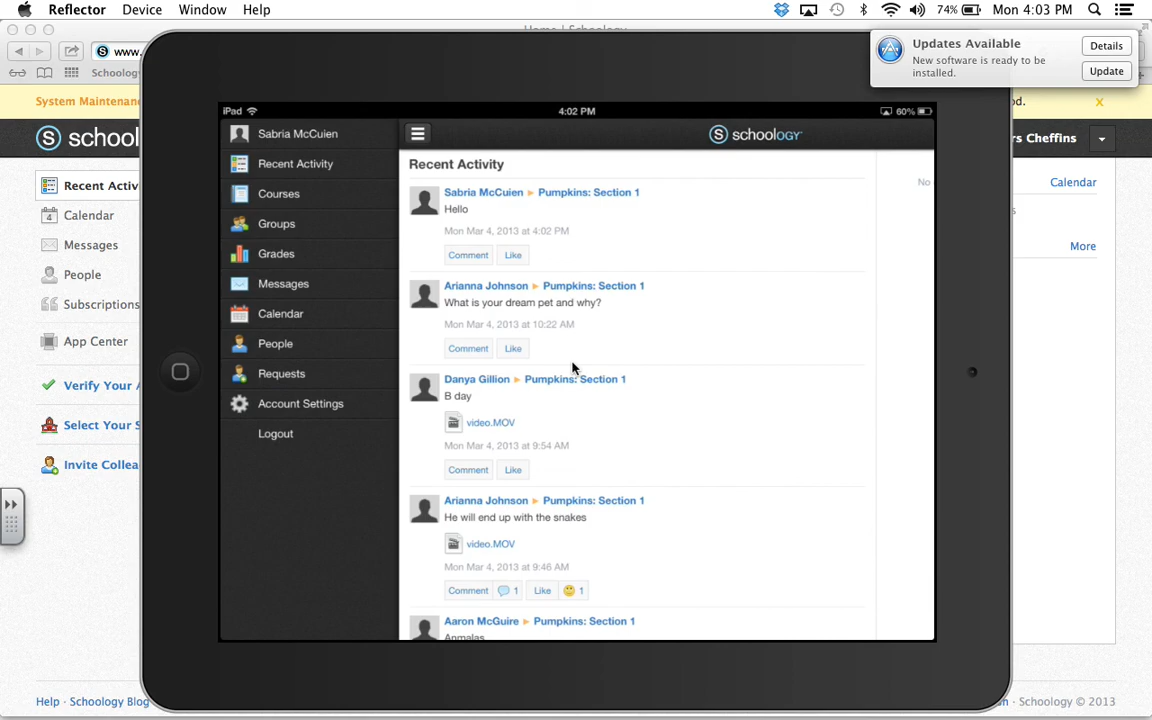 Reflector Device Window Help 74% Mon 4:03 PM
Updates Available
New software is ready to be
installed.
Details
Update
www.
Schoology
System Maintenan
od.
X
S school
rs Cheffins
Recent Activ
4 Calendar
Messages
People
Subscriptions
App Center
Verify Your A
Select Your S
Invite Collea
Calendar
More
iPad 4:02 PM 60%
Sabria McCuien
Recent Activity
Courses
Groups
Grades
Messages
Calendar
People
Requests
Account Settings
Logout
S schoology
Recent Activity
No
Sabria McCuien ▸ Pumpkins: Section 1
Hello
Mon Mar 4, 2013 at 4:02 PM
Comment Like
Arianna Johnson ▸ Pumpkins: Section 1
What is your dream pet and why?
Mon Mar 4, 2013 at 10:22 AM
Comment Like
Danya Gillion ▸ Pumpkins: Section 1
B day
video.MOV
Mon Mar 4, 2013 at 9:54 AM
Comment Like
Arianna Johnson ▸ Pumpkins: Section 1
He will end up with the snakes
video.MOV
Mon Mar 4, 2013 at 9:46 AM
Comment 1 Like 1
Aaron McGuire ▸ Pumpkins: Section 1
Anmalas
Help · Schoology Blog
· Schoology © 2013